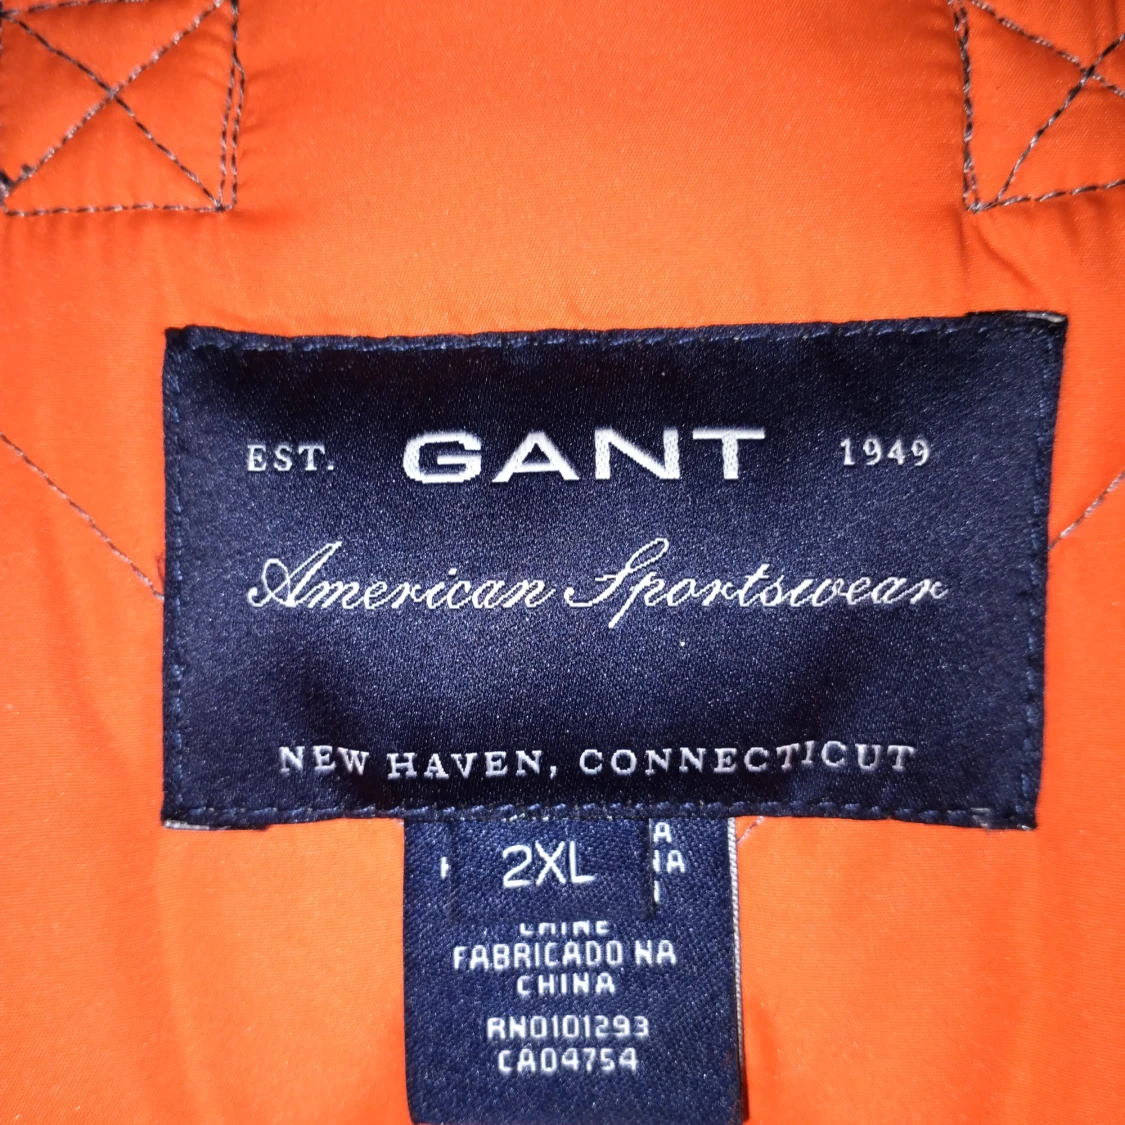 EST. GANT 1949
American Sportswear
NEW HAVEN, CONNECTICUT
2XL
FABRICADO NA
CHINA
RN0101293
CA04754